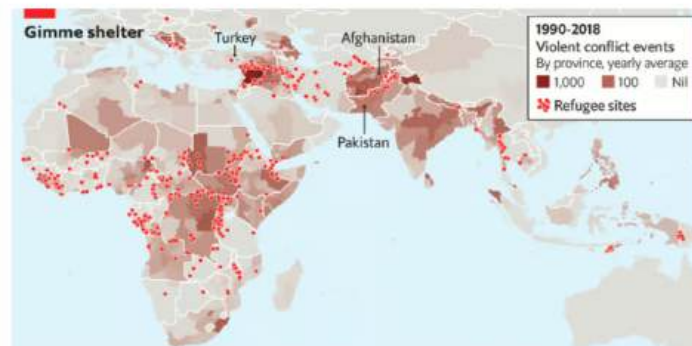 Gimme shelter
Turkey
Afghanistan
Pakistan
1990-2018
Violent conflict events
By province, yearly average
1,000 100 Nil
Refugee sites